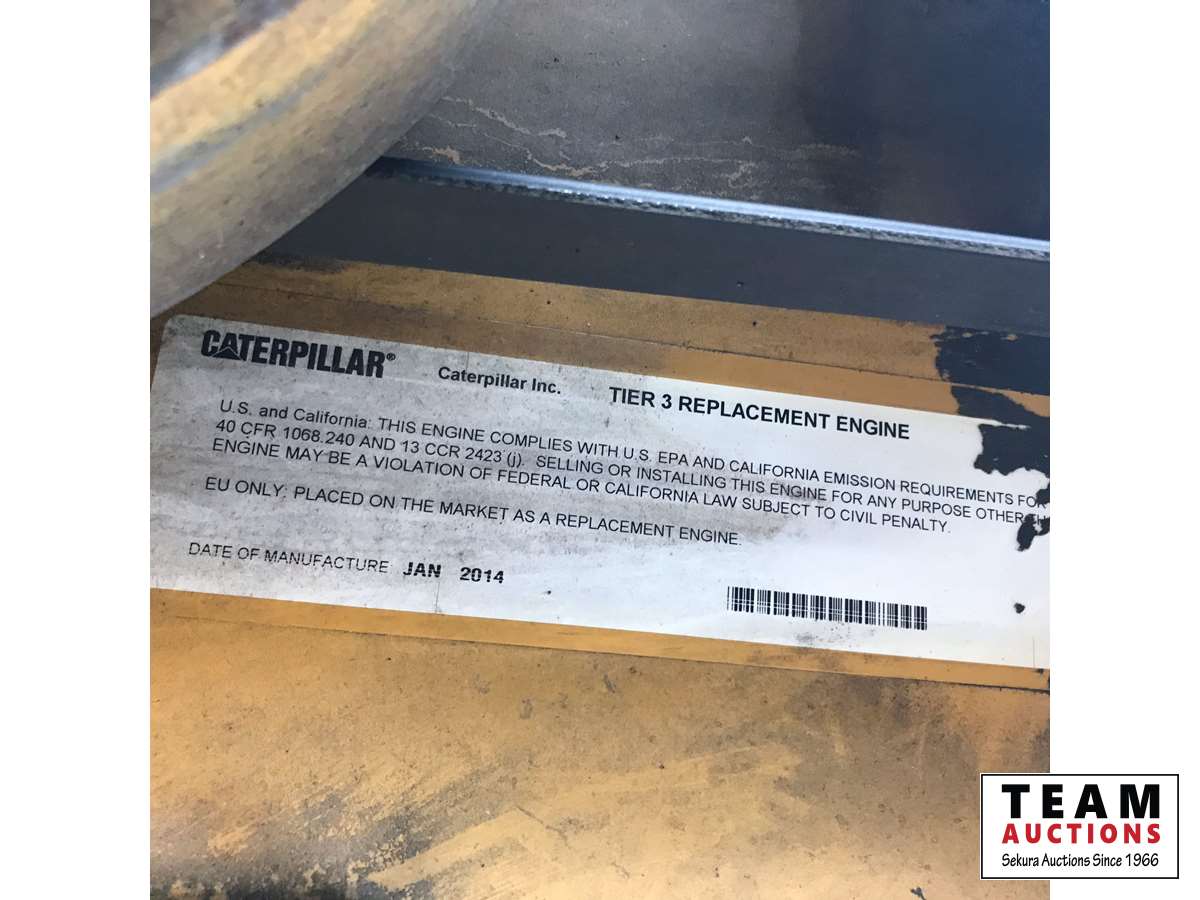 CATERPILLAR® Caterpillar Inc. TIER 3 REPLACEMENT ENGINE
U.S. and California: THIS ENGINE COMPLIES WITH U.S. EPA AND CALIFORNIA EMISSION REQUIREMENTS FOR
40 CFR 1068.240 AND 13 CCR 2423 (j). SELLING OR INSTALLING THIS ENGINE FOR ANY PURPOSE OTHER
ENGINE MAY BE A VIOLATION OF FEDERAL OR CALIFORNIA LAW SUBJECT TO CIVIL PENALTY.
EU ONLY: PLACED ON THE MARKET AS A REPLACEMENT ENGINE.
DATE OF MANUFACTURE JAN 2014
TEAM
AUCTIONS
Sekura Auctions Since 1966